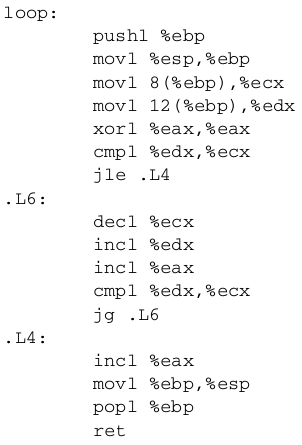 loop:
pushl %ebp
movl %esp,%ebp
movl 8(%ebp),%ecx
movl 12(%ebp),%edx
xorl %eax,%eax
cmpl %edx,%ecx
jle .L4
.L6:
decl %ecx
incl %edx
incl %eax
cmpl %edx,%ecx
jg .L6
.L4:
incl %eax
movl %ebp,%esp
popl %ebp
ret